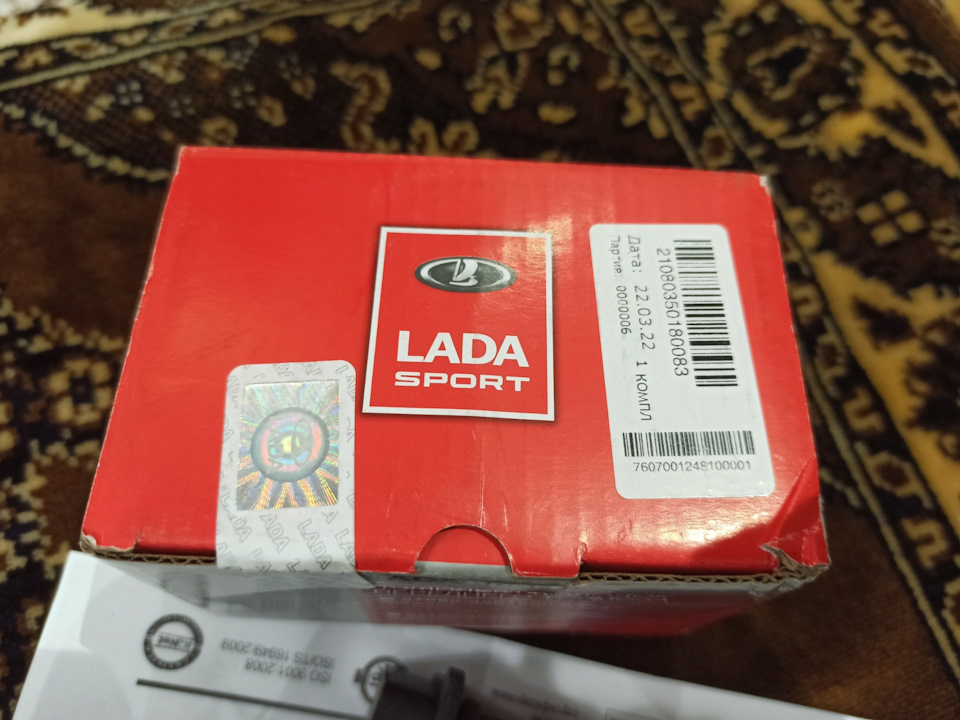 LADA
SPORT
21080350180083
Дата: 22.03.22 1 компл
Партия: 0000006
7607001248100001
LADA
IQNet
ISO 9001:2008
ISO/TS 16949:2009